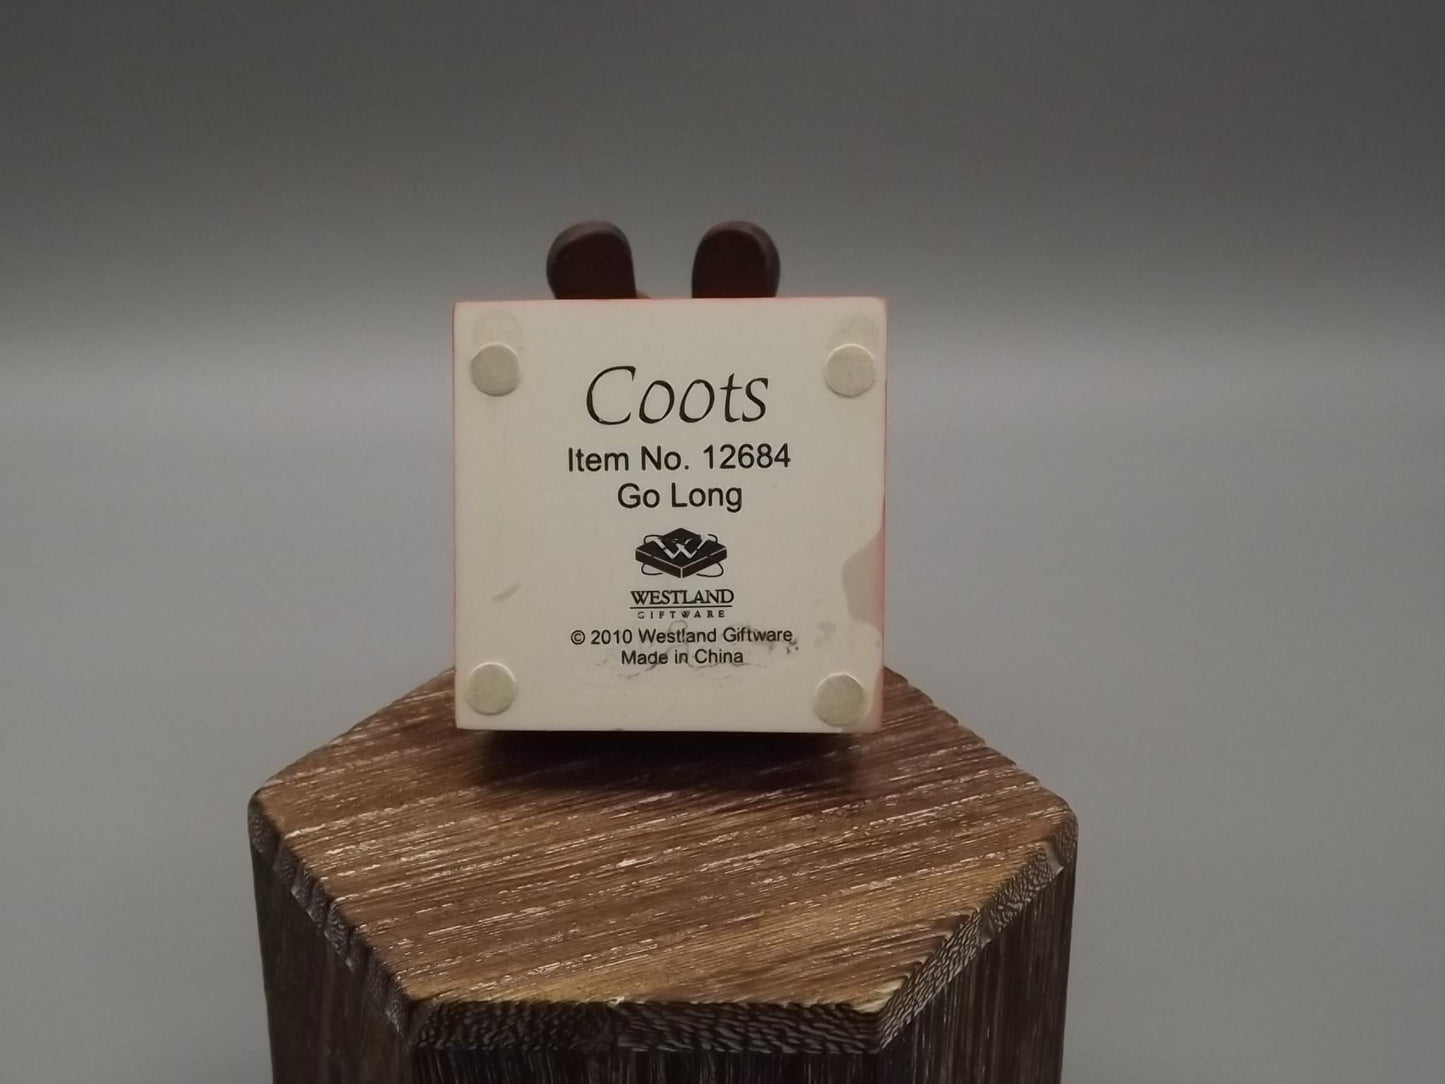 Coots
Item No. 12684
Go Long
W
WESTLAND
GIFTWARE
© 2010 Westland Giftware
Made in China